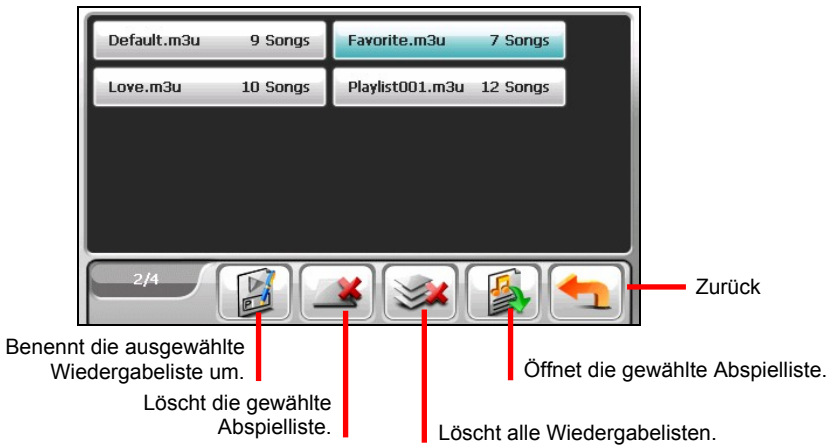 Default.m3u 9 Songs
Favorite.m3u 7 Songs
Love.m3u 10 Songs
Playlist001.m3u 12 Songs
2/4
Zurück
Benennt die ausgewählte
Wiedergabeliste um.
Öffnet die gewählte Abspielliste.
Löscht die gewählte
Abspielliste.
Löscht alle Wiedergabelisten.